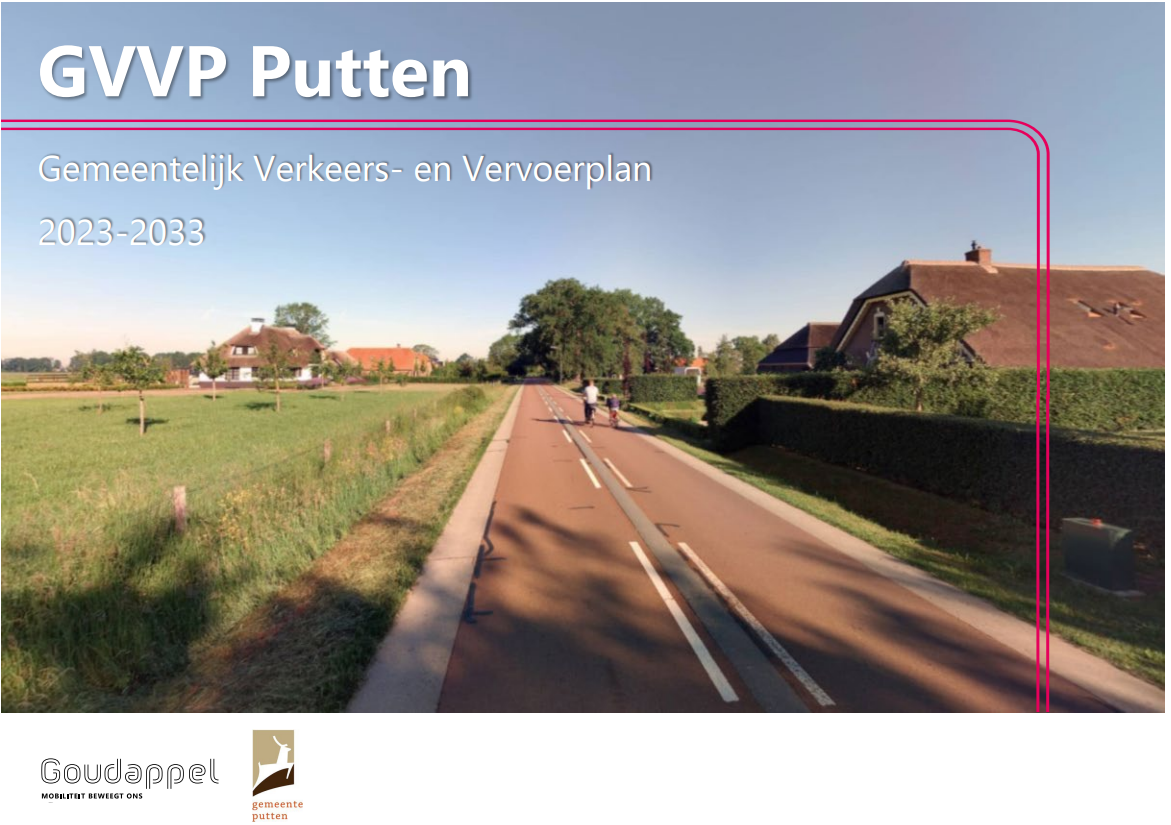 GVVP Putten
Gemeentelijk Verkeers- en Vervoerplan
2023-2033
Goudappel
MOBILITEIT BEWEEGT ONS
gemeente
putten